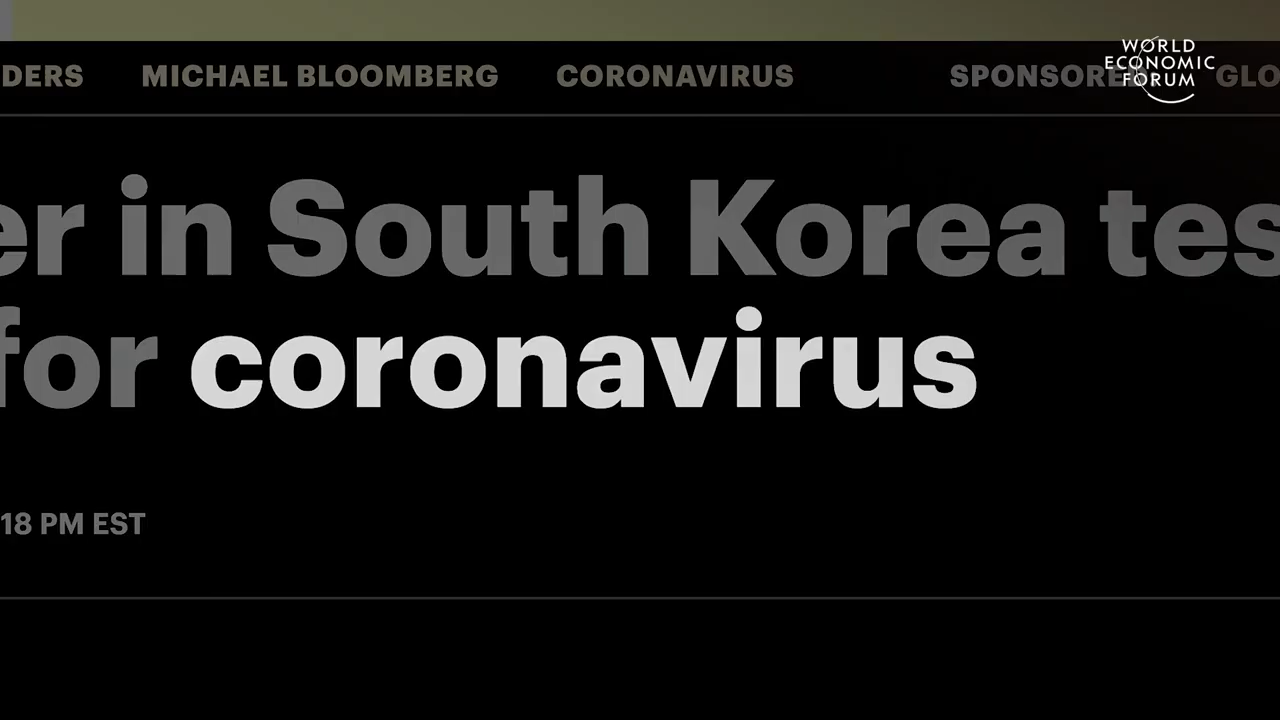 DERS MICHAEL BLOOMBERG CORONAVIRUS SPONSORE GLO
WORLD
ECONOMIC
FORUM
er in South Korea tes
for coronavirus
18 PM EST